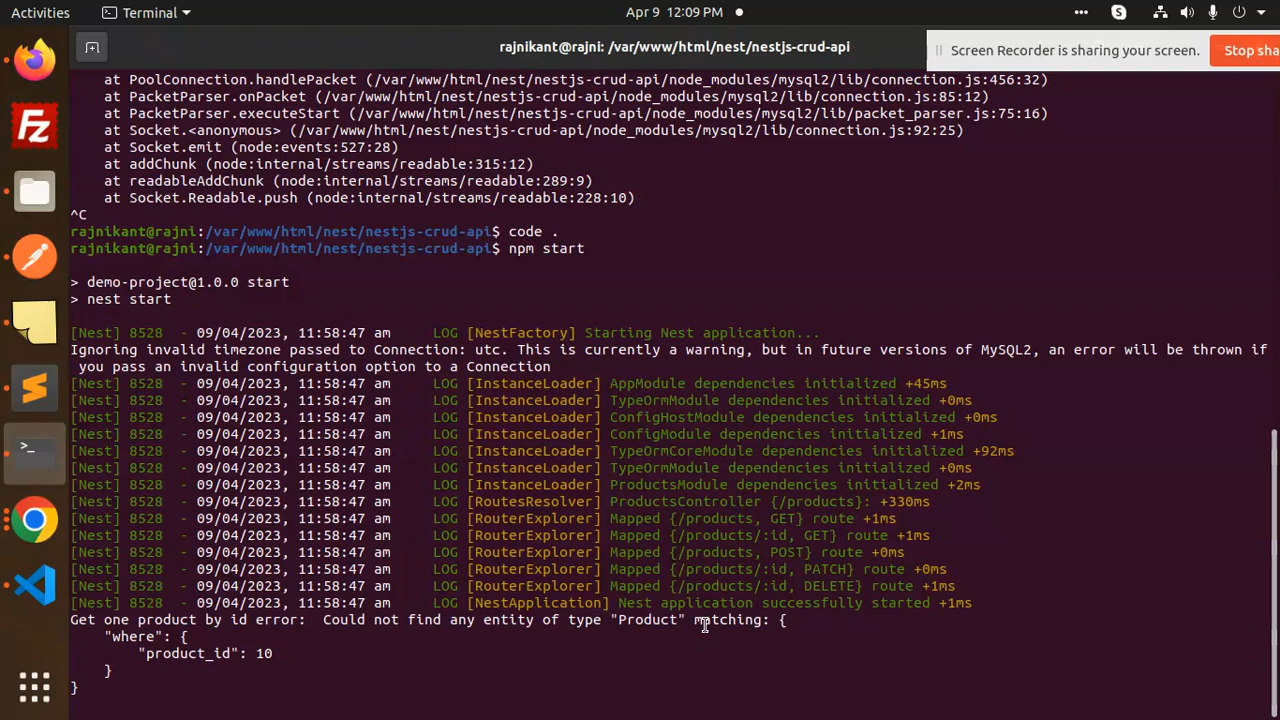 Activities
Terminal
Apr 9 12:09 PM
rajnikant@rajni: /var/www/html/nest/nestjs-crud-api
Screen Recorder is sharing your screen.
Stop sha
at PoolConnection.handlePacket (/var/www/html/nest/nestjs-crud-api/node_modules/mysql2/lib/connection.js:456:32)
at PacketParser.onPacket (/var/www/html/nest/nestjs-crud-api/node_modules/mysql2/lib/connection.js:85:12)
at PacketParser.executeStart (/var/www/html/nest/nestjs-crud-api/node_modules/mysql2/lib/packet_parser.js:75:16)
at Socket.<anonymous> (/var/www/html/nest/nestjs-crud-api/node_modules/mysql2/lib/connection.js:92:25)
at Socket.emit (node:events:527:28)
at addChunk (node:internal/streams/readable:315:12)
at readableAddChunk (node:internal/streams/readable:289:9)
at Socket.Readable.push (node:internal/streams/readable:228:10)
^C
rajnikant@rajni:/var/www/html/nest/nestjs-crud-api$ code .
rajnikant@rajni:/var/www/html/nest/nestjs-crud-api$ npm start
> demo-project@1.0.0 start
> nest start
[Nest] 8528  - 09/04/2023, 11:58:47 am     LOG [NestFactory] Starting Nest application...
Ignoring invalid timezone passed to Connection: utc. This is currently a warning, but in future versions of MySQL2, an error will be thrown if
you pass an invalid configuration option to a Connection
[Nest] 8528  - 09/04/2023, 11:58:47 am     LOG [InstanceLoader] AppModule dependencies initialized +45ms
[Nest] 8528  - 09/04/2023, 11:58:47 am     LOG [InstanceLoader] TypeOrmModule dependencies initialized +0ms
[Nest] 8528  - 09/04/2023, 11:58:47 am     LOG [InstanceLoader] ConfigHostModule dependencies initialized +0ms
[Nest] 8528  - 09/04/2023, 11:58:47 am     LOG [InstanceLoader] ConfigModule dependencies initialized +1ms
[Nest] 8528  - 09/04/2023, 11:58:47 am     LOG [InstanceLoader] TypeOrmCoreModule dependencies initialized +92ms
[Nest] 8528  - 09/04/2023, 11:58:47 am     LOG [InstanceLoader] TypeOrmModule dependencies initialized +0ms
[Nest] 8528  - 09/04/2023, 11:58:47 am     LOG [InstanceLoader] ProductsModule dependencies initialized +2ms
[Nest] 8528  - 09/04/2023, 11:58:47 am     LOG [RoutesResolver] ProductsController {/products}: +330ms
[Nest] 8528  - 09/04/2023, 11:58:47 am     LOG [RouterExplorer] Mapped {/products, GET} route +1ms
[Nest] 8528  - 09/04/2023, 11:58:47 am     LOG [RouterExplorer] Mapped {/products/:id, GET} route +1ms
[Nest] 8528  - 09/04/2023, 11:58:47 am     LOG [RouterExplorer] Mapped {/products, POST} route +0ms
[Nest] 8528  - 09/04/2023, 11:58:47 am     LOG [RouterExplorer] Mapped {/products/:id, PATCH} route +0ms
[Nest] 8528  - 09/04/2023, 11:58:47 am     LOG [RouterExplorer] Mapped {/products/:id, DELETE} route +1ms
[Nest] 8528  - 09/04/2023, 11:58:47 am     LOG [NestApplication] Nest application successfully started +1ms
Get one product by id error:  Could not find any entity of type "Product" matching: {
"where": {
"product_id": 10
}
}